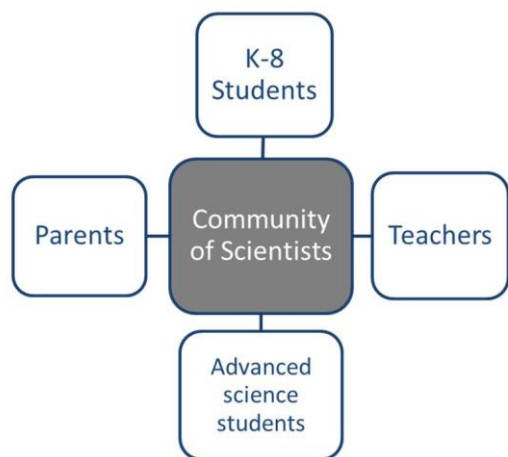 K-8
Students
Parents
Community
of Scientists
Teachers
Advanced
science
students